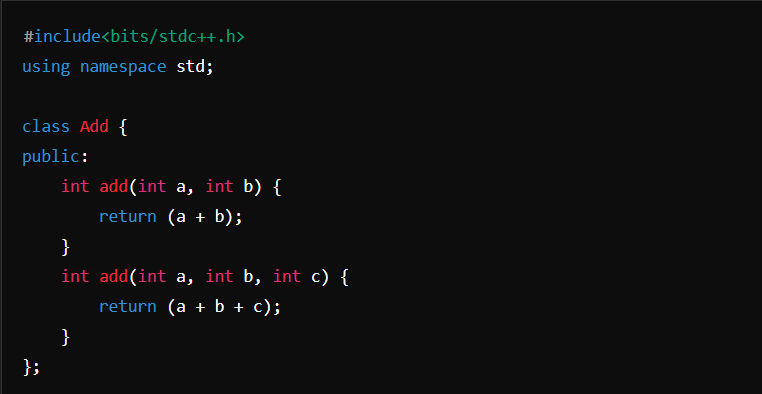 #include<bits/stdc++.h>
using namespace std;

class Add {
public:
    int add(int a, int b) {
        return (a + b);
    }
    int add(int a, int b, int c) {
        return (a + b + c);
    }
};